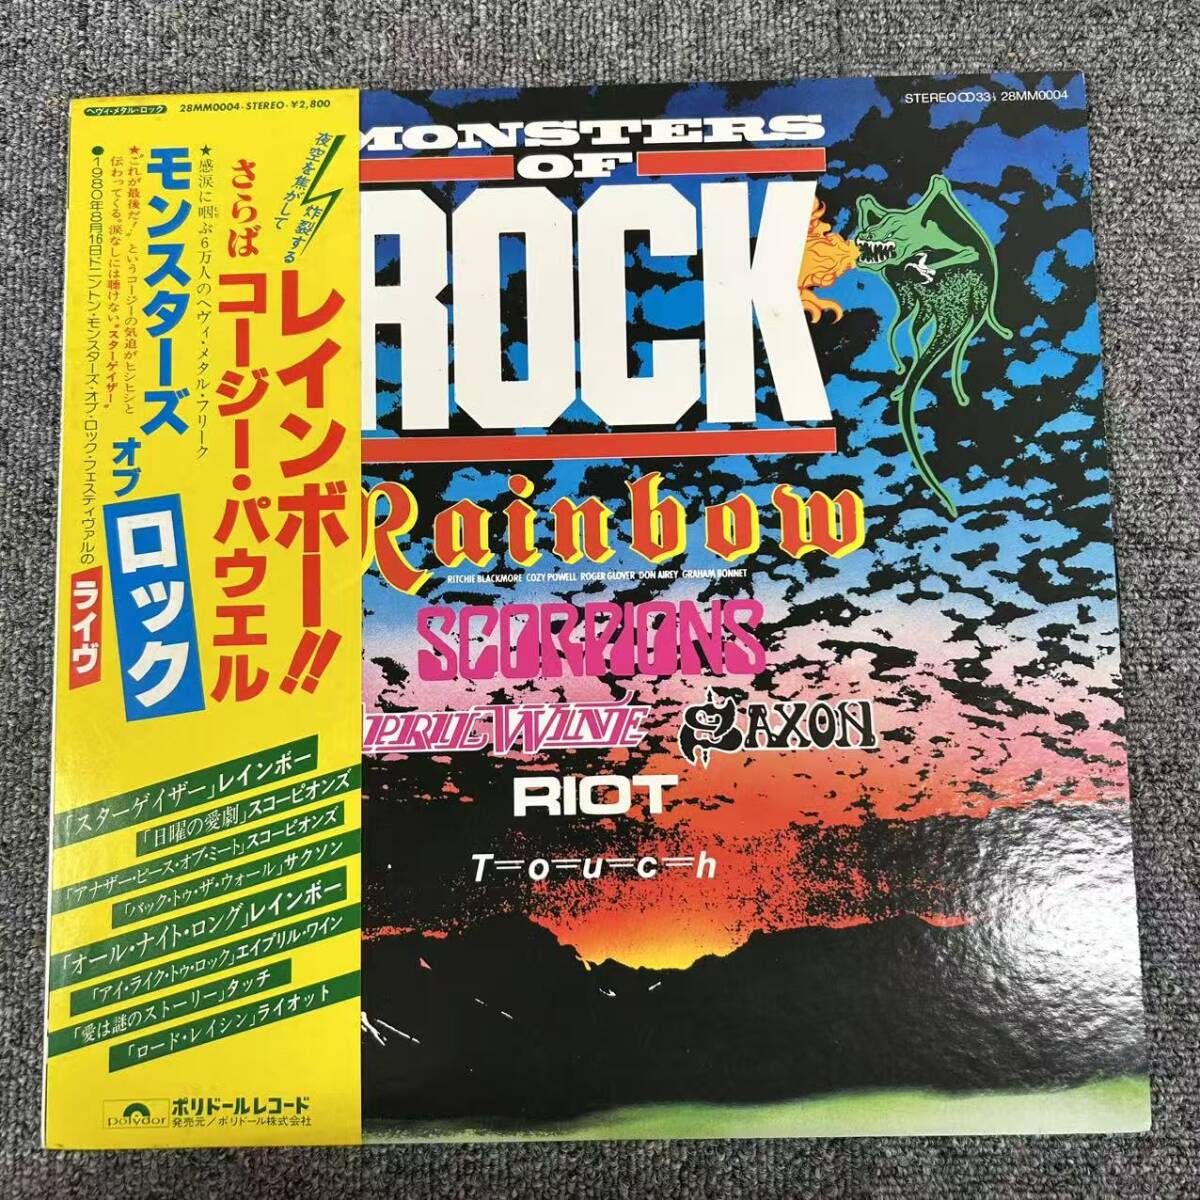 ヘヴィ・メタル・ロック
28MM0004・STEREO・¥2,800
夜空を焦がして
炸裂する
レインボー!!
さらば
コージー・パウエル
★感涙に咽ぶ6万人のヘヴィ・メタル・フリーク
モンスターズ
オブ
ロック
★“これが最後だ!”というコージーの気迫がヒシヒシと
伝わってくる。涙なしには聴けない“スターゲイザー”
●1980年8月16日ドニントン・モンスターズ・オブ・ロック・フェスティヴァルの
ライヴ
「スターゲイザー」レインボー
「日曜の愛劇」スコーピオンズ
「アナザー・ピース・オブ・ミート」スコーピオンズ
「バック・トゥ・ザ・ウォール」サクソン
「オール・ナイト・ロング」レインボー
「アイ・ライク・トゥ・ロック」エイプリル・ワイン
「愛は謎のストーリー」タッチ
「ロード・レイシン」ライオット
polydor
ポリドールレコード
発売元/ポリドール株式会社
STEREO 33⅓ 28MM0004
MONSTERS
OF
ROCK
Rainbow
RITCHIE BLACKMORE COZY POWELL ROGER GLOVER DON AIREY GRAHAM BONNET
SCORPIONS
APRIL WINE
SAXON
RIOT
T=o=u=c=h